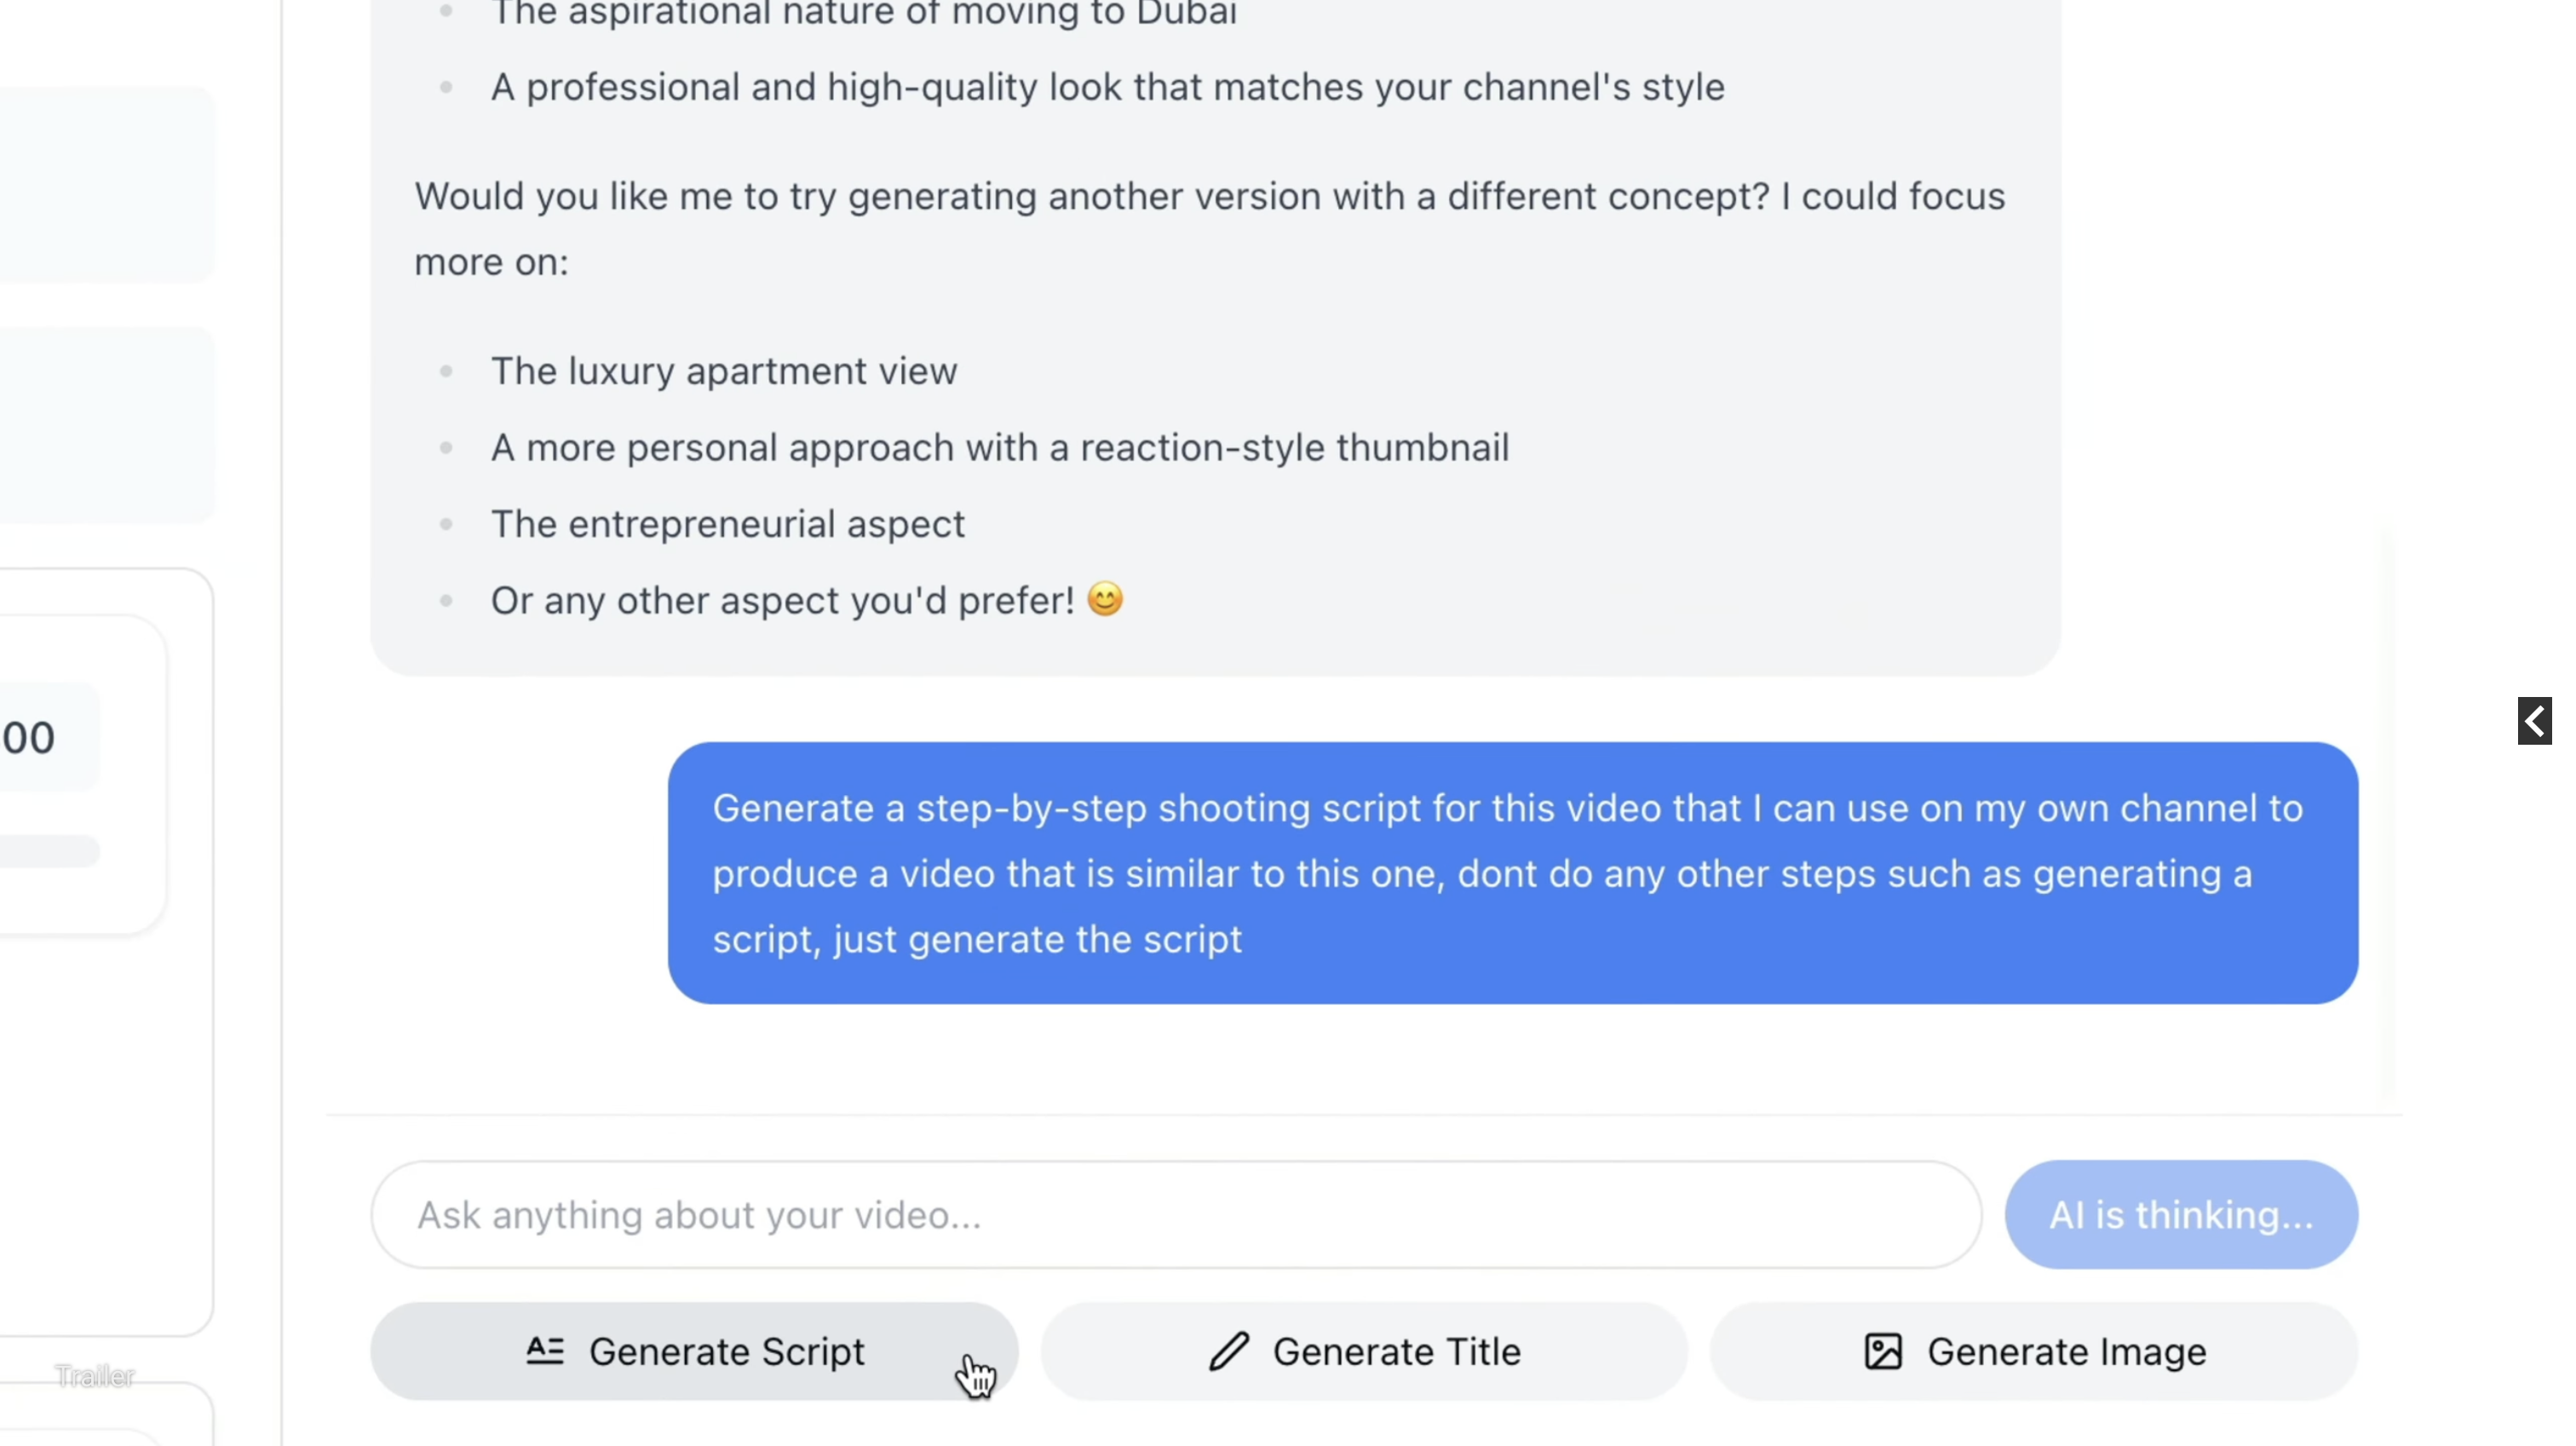 The aspirational nature of moving to Dubai
A professional and high-quality look that matches your channel's style
Would you like me to try generating another version with a different concept? I could focus
more on:
The luxury apartment view
A more personal approach with a reaction-style thumbnail
The entrepreneurial aspect
Or any other aspect you'd prefer! 😊
00
Generate a step-by-step shooting script for this video that I can use on my own channel to
produce a video that is similar to this one, dont do any other steps such as generating a
script, just generate the script
Ask anything about your video...
AI is thinking...
Generate Script
Generate Title
Generate Image
Trailer